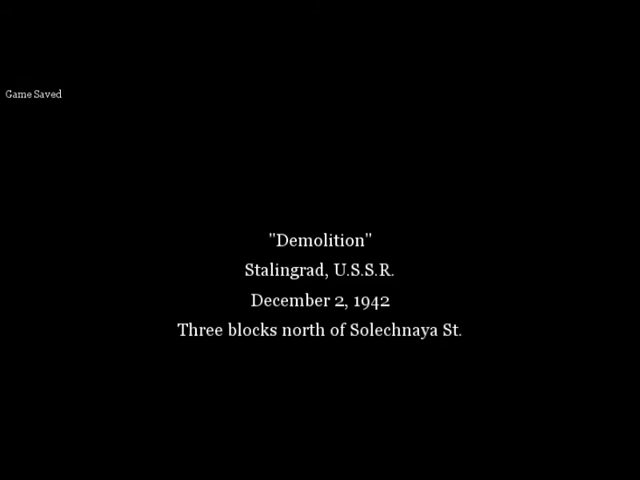 Game Saved
"Demolition"
Stalingrad, U.S.S.R.
December 2, 1942
Three blocks north of Solechnaya St.